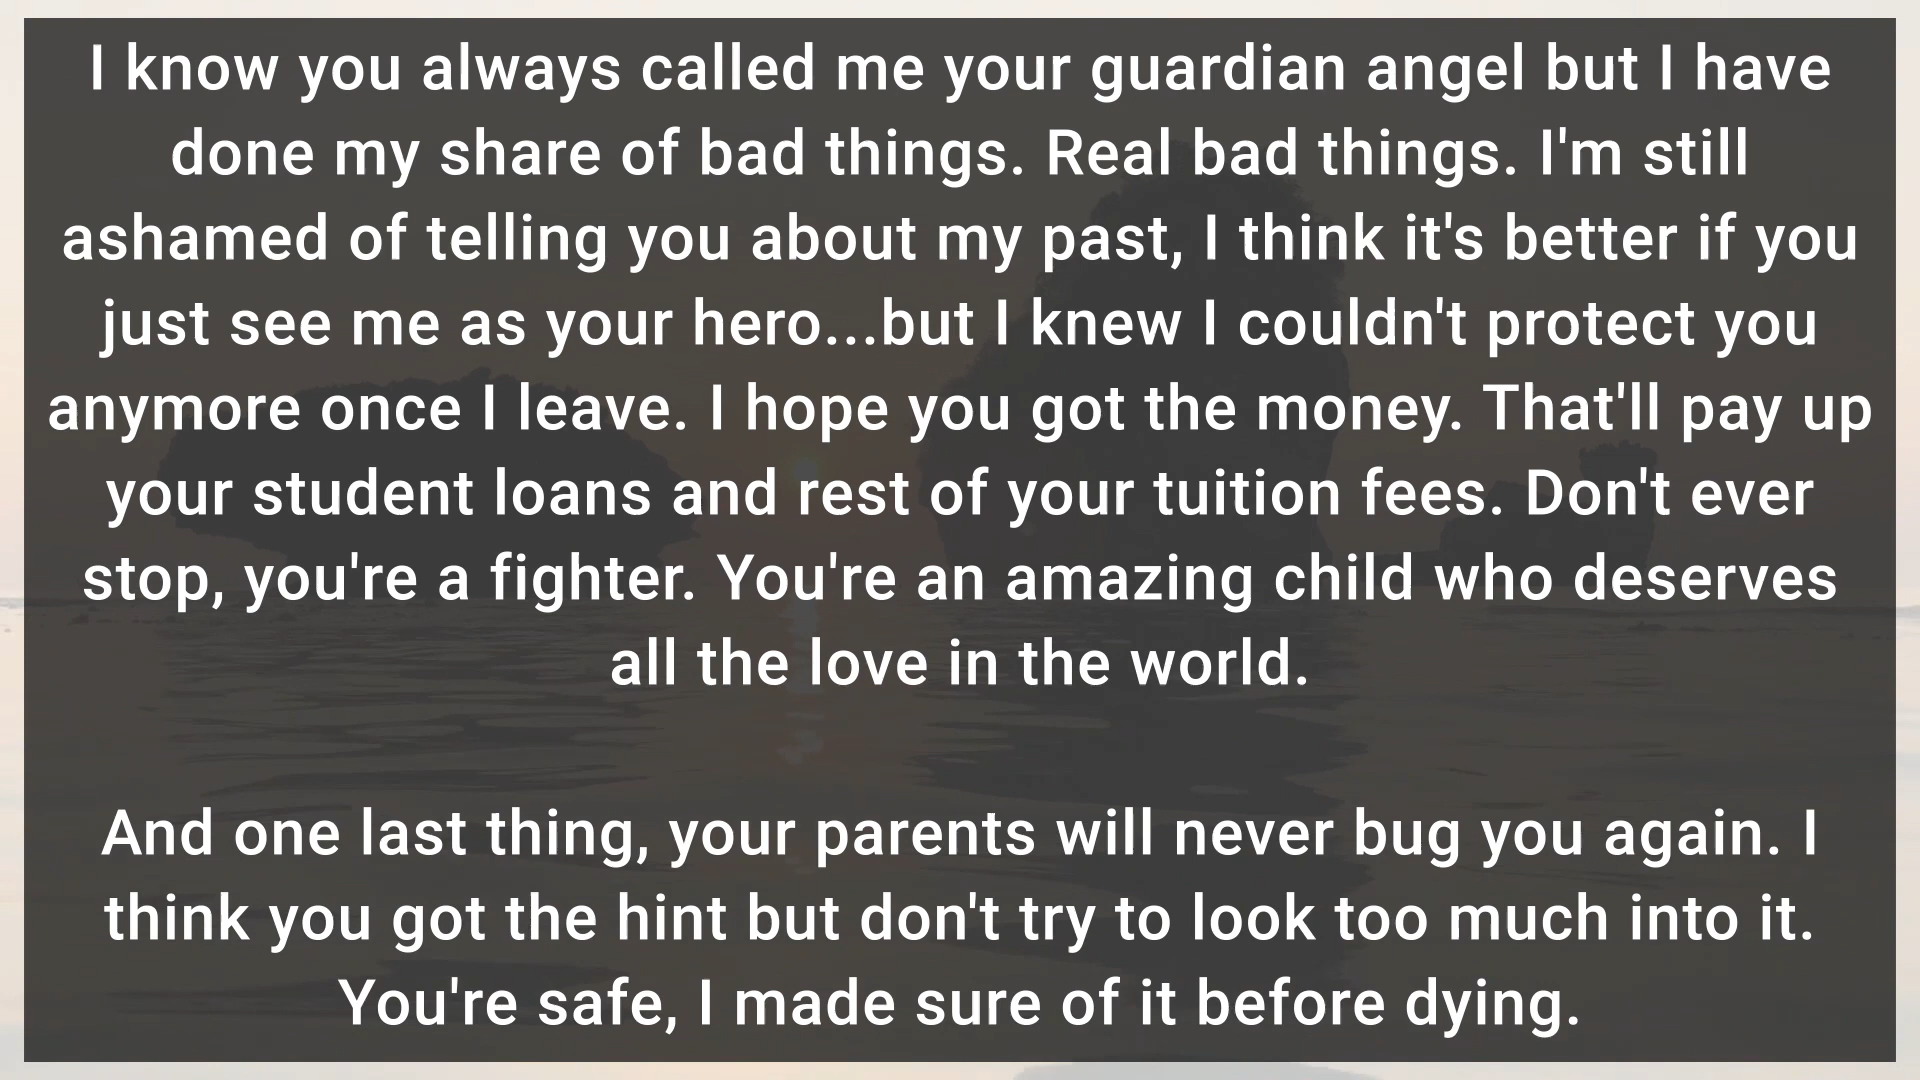 I know you always called me your guardian angel but I have
done my share of bad things. Real bad things. I'm still
ashamed of telling you about my past, I think it's better if you
just see me as your hero...but I knew I couldn't protect you
anymore once I leave. I hope you got the money. That'll pay up
your student loans and rest of your tuition fees. Don't ever
stop, you're a fighter. You're an amazing child who deserves
all the love in the world.
And one last thing, your parents will never bug you again. I
think you got the hint but don't try to look too much into it.
You're safe, I made sure of it before dying.